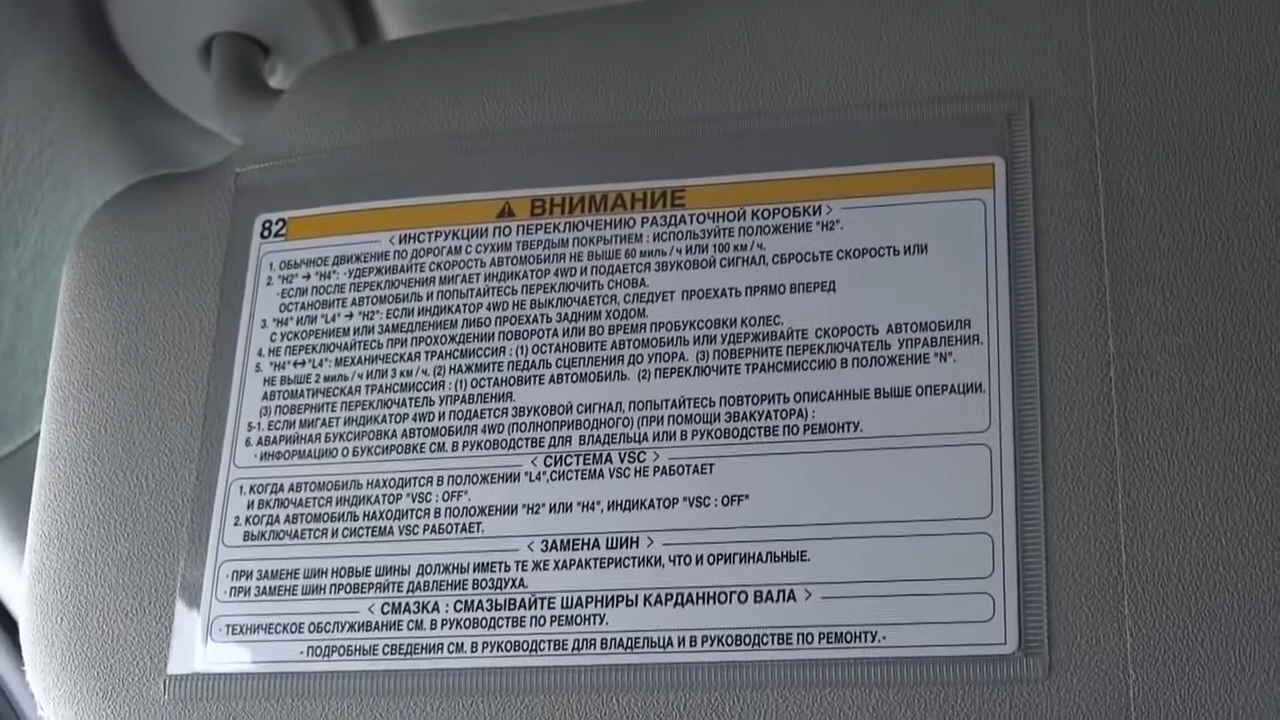 82
ВНИМАНИЕ
< ИНСТРУКЦИИ ПО ПЕРЕКЛЮЧЕНИЮ РАЗДАТОЧНОЙ КОРОБКИ >
1. ОБЫЧНОЕ ДВИЖЕНИЕ ПО ДОРОГАМ С СУХИМ ТВЕРДЫМ ПОКРЫТИЕМ : ИСПОЛЬЗУЙТЕ ПОЛОЖЕНИЕ "H2".
2. "H2" → "H4": ·УДЕРЖИВАЙТЕ СКОРОСТЬ АВТОМОБИЛЯ НЕ ВЫШЕ 60 миль / ч ИЛИ 100 км / ч.
·ЕСЛИ ПОСЛЕ ПЕРЕКЛЮЧЕНИЯ МИГАЕТ ИНДИКАТОР 4WD И ПОДАЕТСЯ ЗВУКОВОЙ СИГНАЛ, СБРОСЬТЕ СКОРОСТЬ ИЛИ
ОСТАНОВИТЕ АВТОМОБИЛЬ И ПОПЫТАЙТЕСЬ ПЕРЕКЛЮЧИТЬ СНОВА.
3. "H4" ИЛИ "L4" → "H2": ЕСЛИ ИНДИКАТОР 4WD НЕ ВЫКЛЮЧАЕТСЯ, СЛЕДУЕТ ПРОЕХАТЬ ПРЯМО ВПЕРЕД
С УСКОРЕНИЕМ ИЛИ ЗАМЕДЛЕНИЕМ ЛИБО ПРОЕХАТЬ ЗАДНИМ ХОДОМ.
4. НЕ ПЕРЕКЛЮЧАЙТЕСЬ ПРИ ПРОХОЖДЕНИИ ПОВОРОТА ИЛИ ВО ВРЕМЯ ПРОБУКСОВКИ КОЛЕС.
5. "H4" ↔ "L4": МЕХАНИЧЕСКАЯ ТРАНСМИССИЯ : (1) ОСТАНОВИТЕ АВТОМОБИЛЬ ИЛИ УДЕРЖИВАЙТЕ СКОРОСТЬ АВТОМОБИЛЯ
НЕ ВЫШЕ 2 миль / ч ИЛИ 3 км / ч. (2) НАЖМИТЕ ПЕДАЛЬ СЦЕПЛЕНИЯ ДО УПОРА. (3) ПОВЕРНИТЕ ПЕРЕКЛЮЧАТЕЛЬ УПРАВЛЕНИЯ.
АВТОМАТИЧЕСКАЯ ТРАНСМИССИЯ : (1) ОСТАНОВИТЕ АВТОМОБИЛЬ. (2) ПЕРЕКЛЮЧИТЕ ТРАНСМИССИЮ В ПОЛОЖЕНИЕ "N".
(3) ПОВЕРНИТЕ ПЕРЕКЛЮЧАТЕЛЬ УПРАВЛЕНИЯ.
5-1. ЕСЛИ МИГАЕТ ИНДИКАТОР 4WD И ПОДАЕТСЯ ЗВУКОВОЙ СИГНАЛ, ПОПЫТАЙТЕСЬ ПОВТОРИТЬ ОПИСАННЫЕ ВЫШЕ ОПЕРАЦИИ.
6. АВАРИЙНАЯ БУКСИРОВКА АВТОМОБИЛЯ 4WD (ПОЛНОПРИВОДНОГО) (ПРИ ПОМОЩИ ЭВАКУАТОРА) :
· ИНФОРМАЦИЮ О БУКСИРОВКЕ СМ. В РУКОВОДСТВЕ ДЛЯ ВЛАДЕЛЬЦА ИЛИ В РУКОВОДСТВЕ ПО РЕМОНТУ.
< СИСТЕМА VSC >
1. КОГДА АВТОМОБИЛЬ НАХОДИТСЯ В ПОЛОЖЕНИИ "L4",СИСТЕМА VSC НЕ РАБОТАЕТ
И ВКЛЮЧАЕТСЯ ИНДИКАТОР "VSC : OFF".
2. КОГДА АВТОМОБИЛЬ НАХОДИТСЯ В ПОЛОЖЕНИИ "H2" ИЛИ "H4", ИНДИКАТОР "VSC : OFF"
ВЫКЛЮЧАЕТСЯ И СИСТЕМА VSC РАБОТАЕТ.
< ЗАМЕНА ШИН >
· ПРИ ЗАМЕНЕ ШИН НОВЫЕ ШИНЫ ДОЛЖНЫ ИМЕТЬ ТЕ ЖЕ ХАРАКТЕРИСТИКИ, ЧТО И ОРИГИНАЛЬНЫЕ.
· ПРИ ЗАМЕНЕ ШИН ПРОВЕРЯЙТЕ ДАВЛЕНИЕ ВОЗДУХА.
< СМАЗКА : СМАЗЫВАЙТЕ ШАРНИРЫ КАРДАННОГО ВАЛА >
· ТЕХНИЧЕСКОЕ ОБСЛУЖИВАНИЕ СМ. В РУКОВОДСТВЕ ПО РЕМОНТУ.
- ПОДРОБНЫЕ СВЕДЕНИЯ СМ. В РУКОВОДСТВЕ ДЛЯ ВЛАДЕЛЬЦА И В РУКОВОДСТВЕ ПО РЕМОНТУ.-